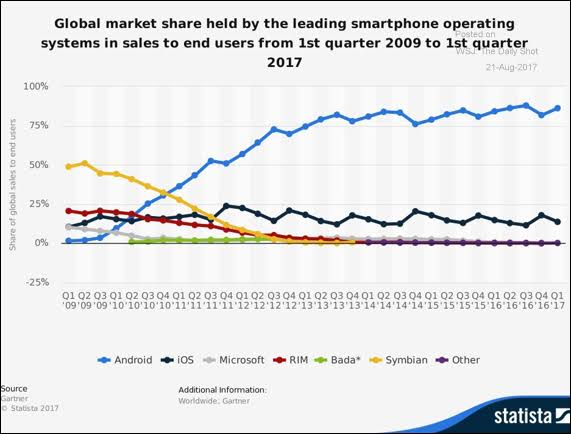 Global market share held by the leading smartphone operating
systems in sales to end users from 1st quarter 2009 to 1st quarter
2017
Posted on
WSJ: The Daily Shot
21-Aug-2017
Share of global sales to end users
100%
75%
50%
25%
0%
-25%
Q1 Q2 Q3 Q1 Q2 Q3 Q4 Q1 Q2 Q3 Q4 Q1 Q2 Q3 Q4 Q1 Q2 Q3 Q4 Q1 Q2 Q3 Q4 Q1 Q2 Q3 Q4 Q1 Q2 Q3 Q4 Q1
'09 '09 '09 '10 '10 '10 '10 '11 '11 '11 '11 '12 '12 '12 '12 '13 '13 '13 '13 '14 '14 '14 '14 '15 '15 '15 '15 '16 '16 '16 '16 '17
Android iOS Microsoft RIM Bada* Symbian Other
Source
Gartner
© Statista 2017
Additional Information:
Worldwide; Gartner
statista